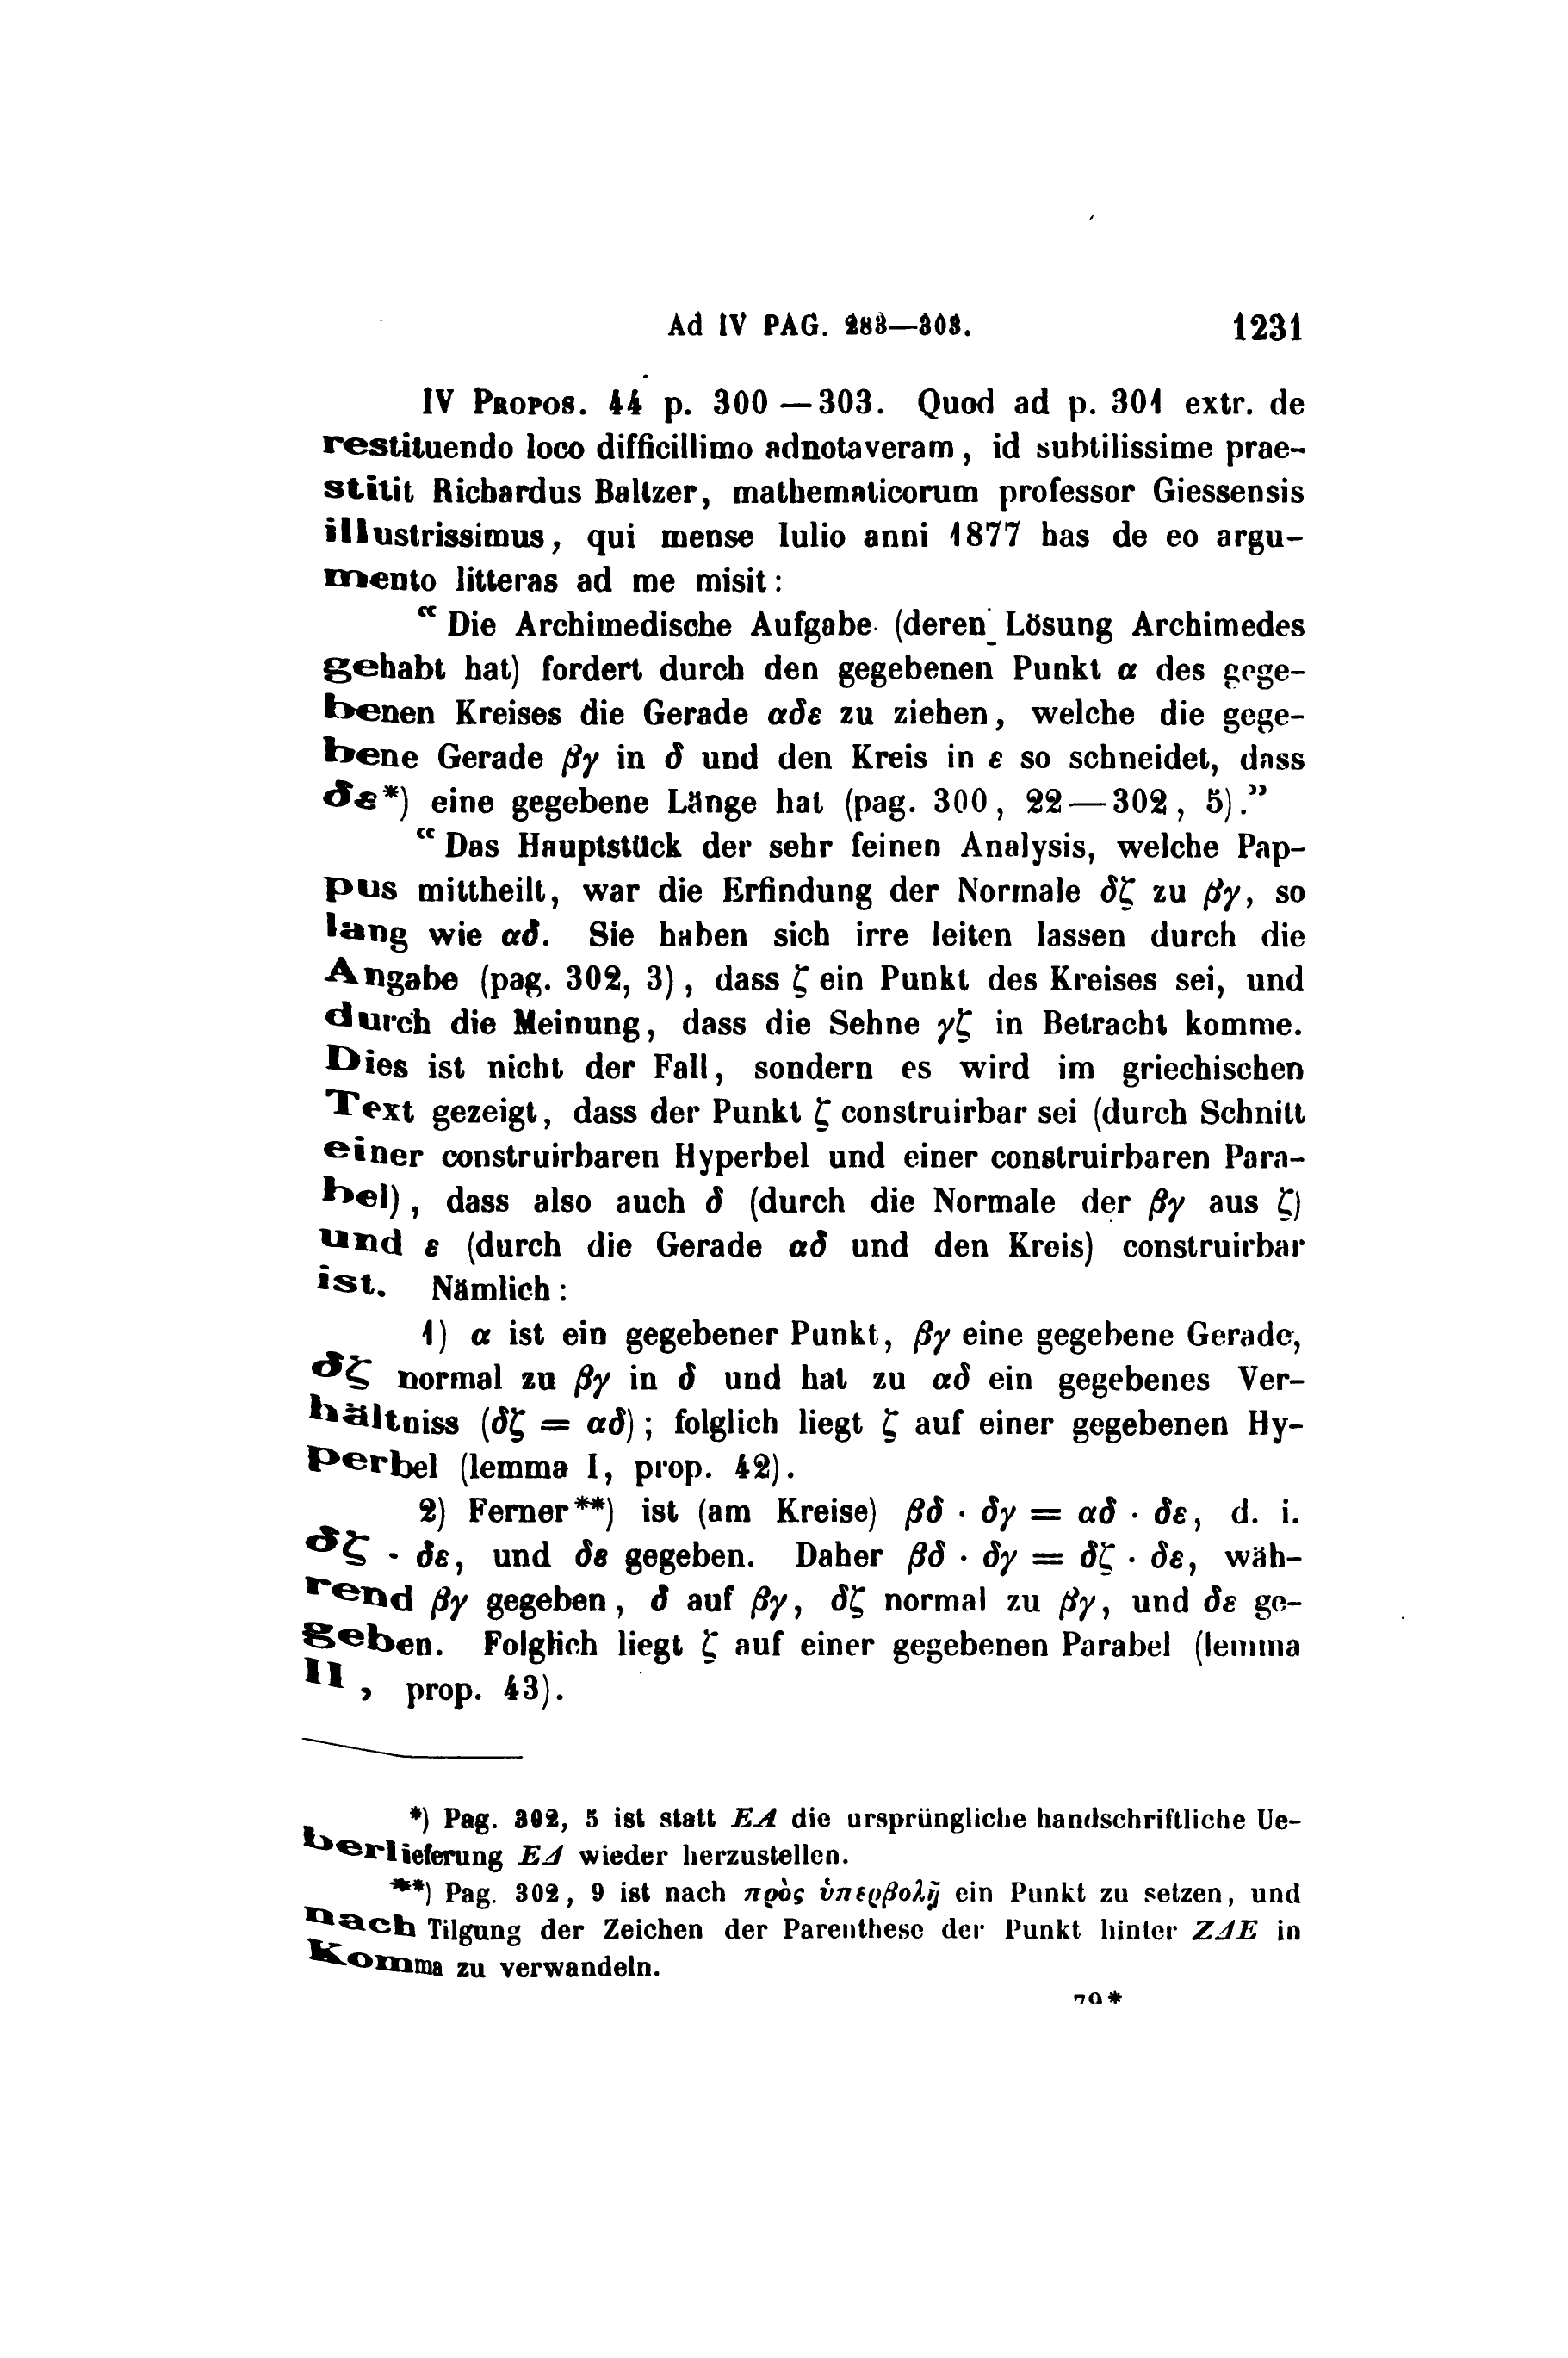 Ad IV PAG. 283—303. 1231
IV PROPOS. 44 p. 300—303. Quod ad p. 301 extr. de
restituendo loco difficillimo adnotaveram, id subtilissime prae-
stitit Richardus Baltzer, mathematicorum professor Giessensis
illustrissimus, qui mense Iulio anni 1877 has de eo argu-
mento litteras ad me misit:
“Die Archimedische Aufgabe (deren Lösung Archimedes
gehabt hat) fordert durch den gegebenen Punkt α des gege-
benen Kreises die Gerade αδε zu ziehen, welche die gege-
bene Gerade βγ in δ und den Kreis in ε so schneidet, dass
δε*) eine gegebene Länge hat (pag. 300, 22—302, 5).”
“Das Hauptstück der sehr feinen Analysis, welche Pap-
pus mittheilt, war die Erfindung der Normale δζ zu βγ, so
lang wie αδ. Sie haben sich irre leiten lassen durch die
Angabe (pag. 302, 3), dass ζ ein Punkt des Kreises sei, und
durch die Meinung, dass die Sehne γζ in Betracht komme.
Dies ist nicht der Fall, sondern es wird im griechischen
Text gezeigt, dass der Punkt ζ construirbar sei (durch Schnitt
einer construirbaren Hyperbel und einer construirbaren Para-
bel), dass also auch δ (durch die Normale der βγ aus ζ)
und ε (durch die Gerade αδ und den Kreis) construirbar
ist. Nämlich:
1) α ist ein gegebener Punkt, βγ eine gegebene Gerade,
δζ normal zu βγ in δ und hat zu αδ ein gegebenes Ver-
hältniss (δζ = αδ); folglich liegt ζ auf einer gegebenen Hy-
perbel (lemma I, prop. 42).
2) Ferner**) ist (am Kreise) βδ · δγ = αδ · δε, d. i.
δζ · δε, und δε gegeben. Daher βδ · δγ = δζ · δε, wäh-
rend βγ gegeben, δ auf βγ, δζ normal zu βγ, und δε ge-
geben. Folglich liegt ζ auf einer gegebenen Parabel (lemma
II, prop. 43).
*) Pag. 302, 5 ist statt ΕΑ die ursprüngliche handschriftliche Ue-
berlieferung ΕΔ wieder herzustellen.
**) Pag. 302, 9 ist nach πρὸς ὑπερβολῇ ein Punkt zu setzen, und
nach Tilgung der Zeichen der Parenthese der Punkt hinter ΖΔΕ in
Komma zu verwandeln.